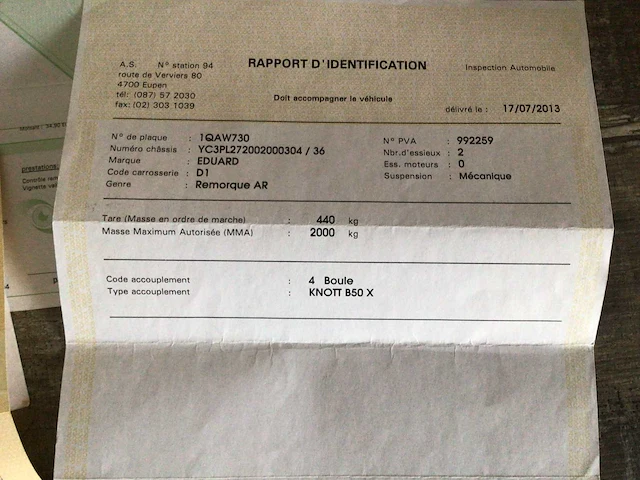 A.S. N° station 94
route de Verviers 80
4700 Eupen
tél: (087) 57 2030
fax: (02) 303 1039
RAPPORT D'IDENTIFICATION
Inspection Automobile
Doit accompagner le véhicule
délivré le : 17/07/2013
N° de plaque : 1QAW730
Numéro châssis : YC3PL272002000304 / 36
Marque : EDUARD
Code carrosserie : D1
Genre : Remorque AR
N° PVA : 992259
Nbr.d'essieux : 2
Ess. moteurs : 0
Suspension : Mécanique
Tare (Masse en ordre de marche) : 440 kg
Masse Maximum Autorisée (MMA) : 2000 kg
Code accouplement : 4 Boule
Type accouplement : KNOTT B50 X
prestations